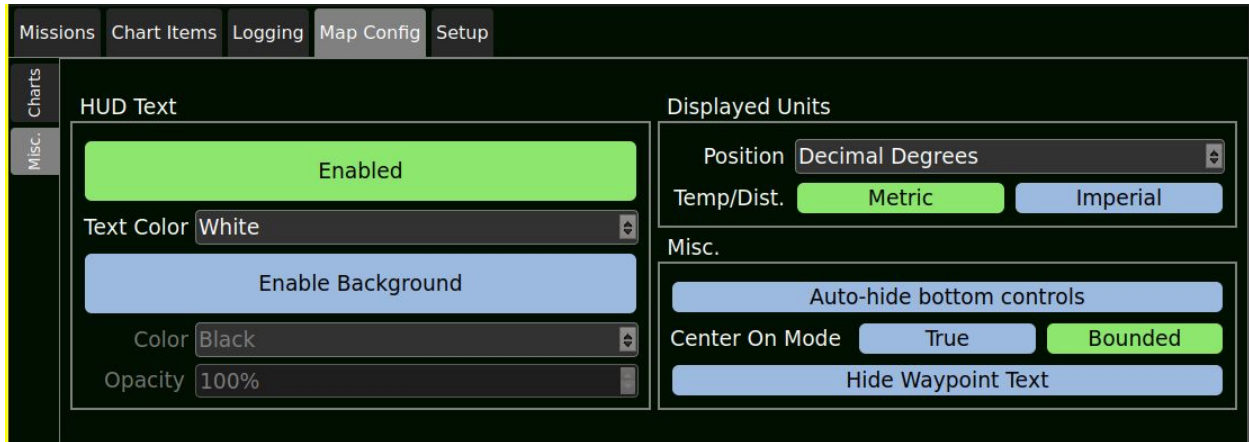 Missions Chart Items Logging Map Config Setup
Charts
Misc.
HUD Text
Enabled
Text Color White
Enable Background
Color Black
Opacity 100%
Displayed Units
Position Decimal Degrees
Temp/Dist. Metric Imperial
Misc.
Auto-hide bottom controls
Center On Mode True Bounded
Hide Waypoint Text